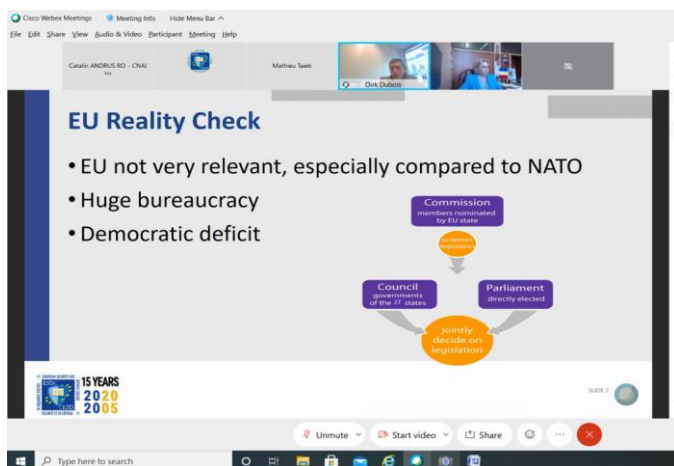 Cisco Webex Meetings Meeting Info Hide Menu Bar
File Edit Share View Audio & Video Participant Meeting Help
Catalin ANDRUS RO - CNAI
Mathieu Taieb
Dirk Dubois
EU Reality Check
• EU not very relevant, especially compared to NATO
• Huge bureaucracy
• Democratic deficit
Commission
members nominated
by EU state
proposes
legislation
Council
governments
of the 27 states
Parliament
directly elected
jointly
decide on
legislation
15 YEARS
2020
2005
SLIDE 7
Unmute Start video Share
Type here to search